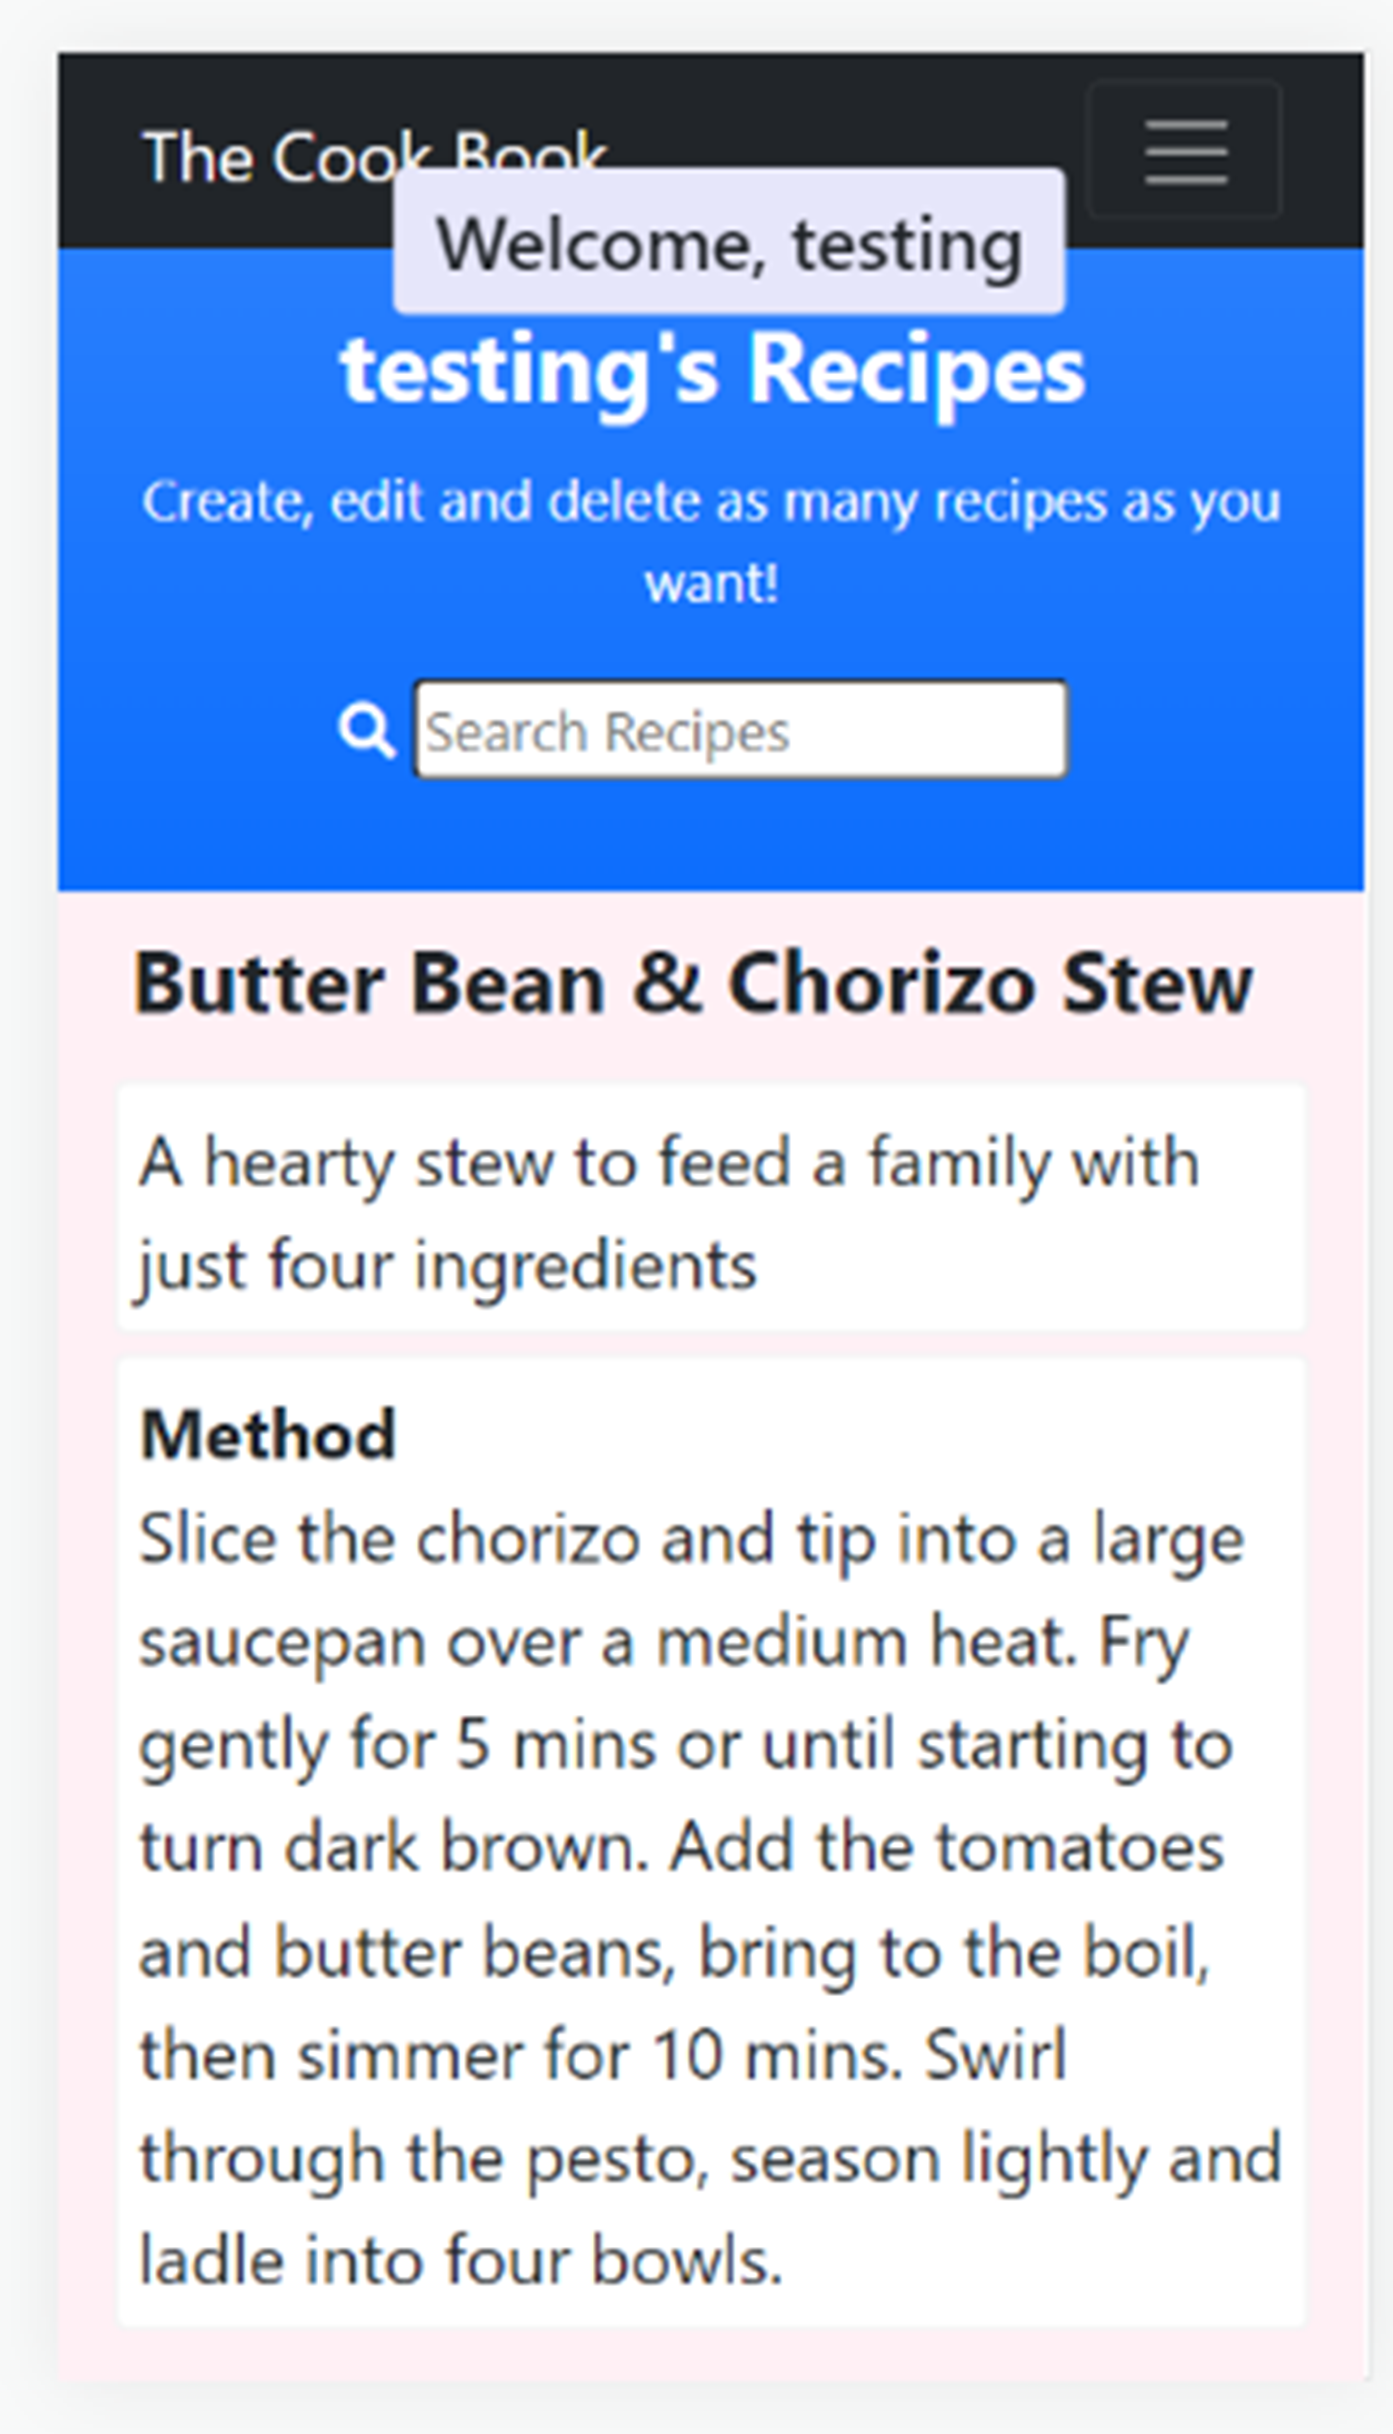 The Cook Book
Welcome, testing
testing's Recipes
Create, edit and delete as many recipes as you
want!
Search Recipes
Butter Bean & Chorizo Stew
A hearty stew to feed a family with
just four ingredients
Method
Slice the chorizo and tip into a large
saucepan over a medium heat. Fry
gently for 5 mins or until starting to
turn dark brown. Add the tomatoes
and butter beans, bring to the boil,
then simmer for 10 mins. Swirl
through the pesto, season lightly and
ladle into four bowls.